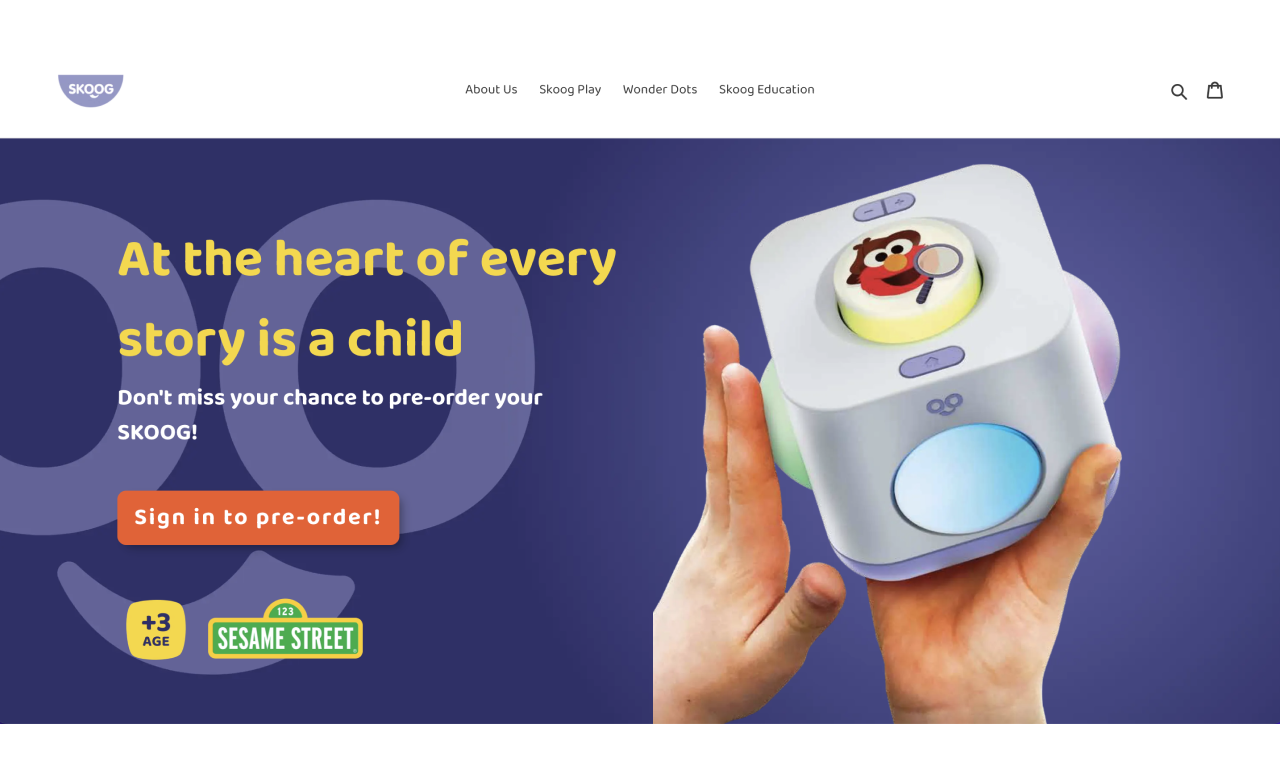 SKOOG
About Us
Skoog Play
Wonder Dots
Skoog Education
At the heart of every
story is a child
Don't miss your chance to pre-order your
SKOOG!
Sign in to pre-order!
+3
AGE
123
SESAME STREET